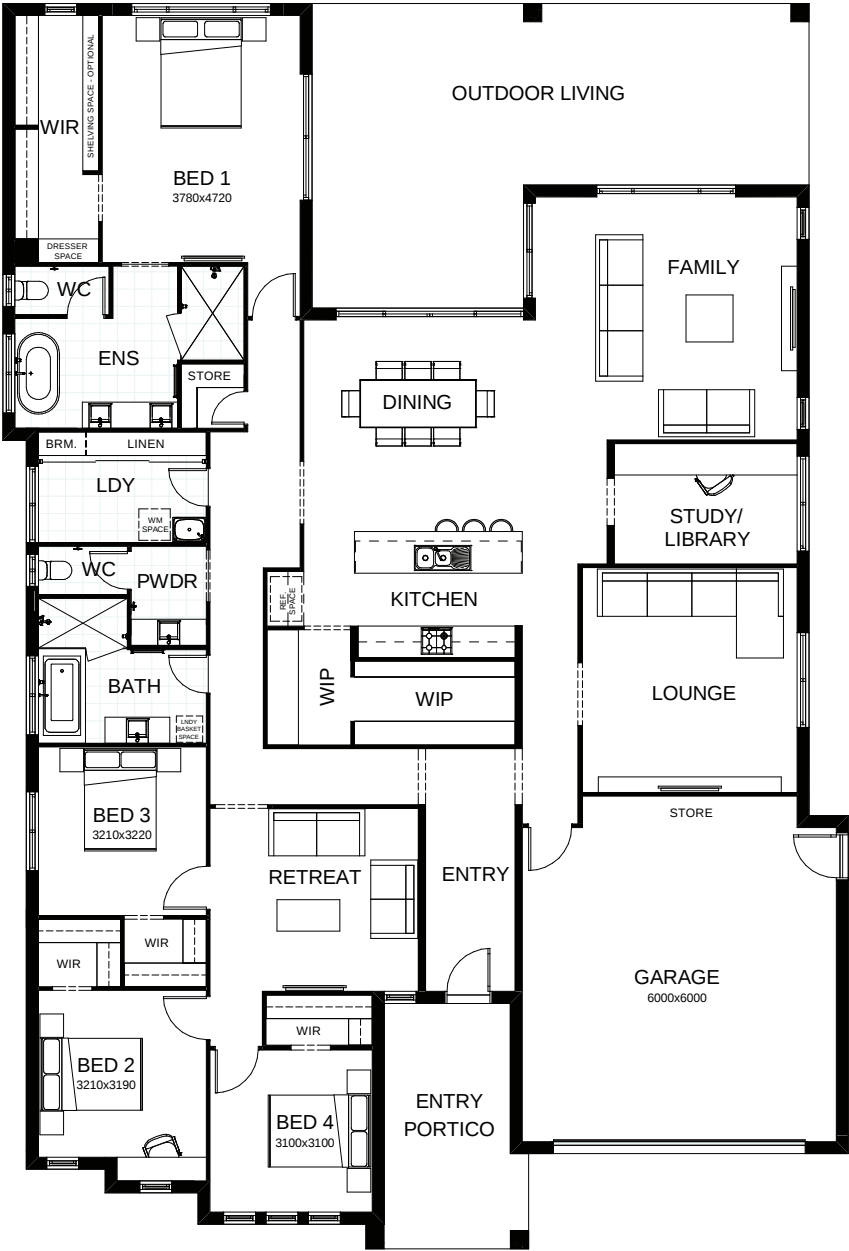 OUTDOOR LIVING
SHELVING SPACE - OPTIONAL
WIR
BED 1
3780x4720
DRESSER
SPACE
FAMILY
WC
ENS
STORE
DINING
BRM.
LINEN
LDY
WM
SPACE
STUDY/
LIBRARY
WC
PWDR
REF.
SPACE
KITCHEN
BATH
WIP
WIP
LOUNGE
LNDY
BASKET
SPACE
BED 3
3210x3220
STORE
RETREAT
ENTRY
WIR
WIR
GARAGE
6000x6000
WIR
BED 2
3210x3190
BED 4
3100x3100
ENTRY
PORTICO